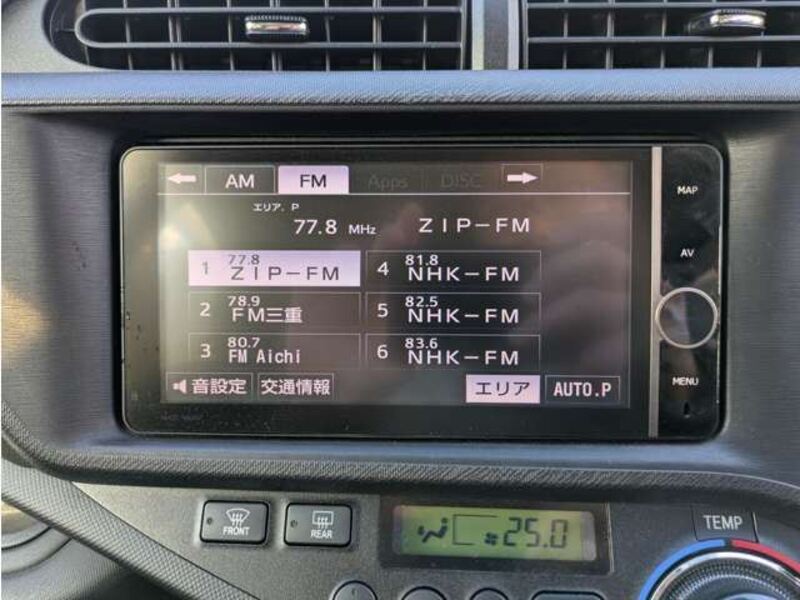 AM FM Apps DISC
エリア. P
77.8 MHz ZIP－FM
1 77.8 ZIP－FM
4 81.8 NHK－FM
2 78.9 FM三重
5 82.5 NHK－FM
3 80.7 FM Aichi
6 83.6 NHK－FM
音設定 交通情報 エリア AUTO.P
MAP
AV
MENU
FRONT
REAR
25.0
TEMP